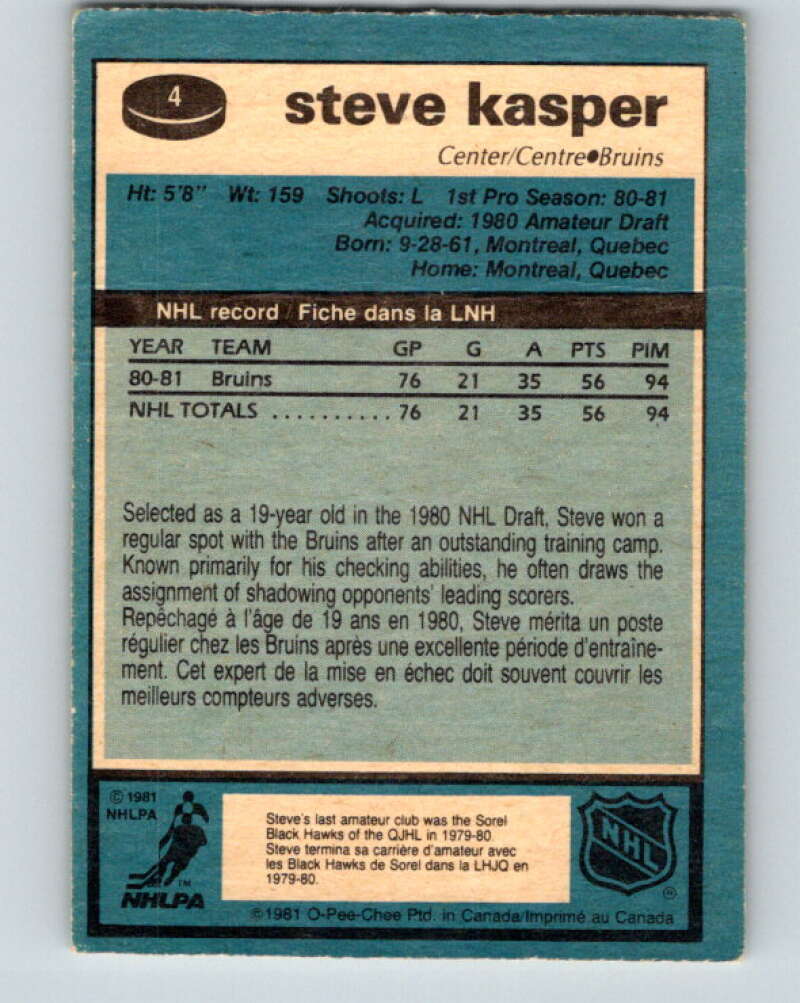 4
steve kasper
Center/Centre●Bruins
Ht: 5'8" Wt: 159 Shoots: L 1st Pro Season: 80-81
Acquired: 1980 Amateur Draft
Born: 9-28-61, Montreal, Quebec
Home: Montreal, Quebec
NHL record / Fiche dans la LNH
YEAR TEAM GP G A PTS PIM
80-81 Bruins 76 21 35 56 94
NHL TOTALS .......... 76 21 35 56 94
Selected as a 19-year old in the 1980 NHL Draft, Steve won a
regular spot with the Bruins after an outstanding training camp.
Known primarily for his checking abilities, he often draws the
assignment of shadowing opponents' leading scorers.
Repêchagé à l'âge de 19 ans en 1980, Steve mérita un poste
régulier chez les Bruins après une excellente période d'entraîne-
ment. Cet expert de la mise en échec doit souvent couvrir les
meilleurs compteurs adverses.
© 1981
NHLPA
TM
NHLPA
Steve's last amateur club was the Sorel
Black Hawks of the QJHL in 1979-80.
Steve termina sa carrière d'amateur avec
les Black Hawks de Sorel dans la LHJQ en
1979-80.
NHL
©1981 O-Pee-Chee Ptd. in Canada/Imprimé au Canada